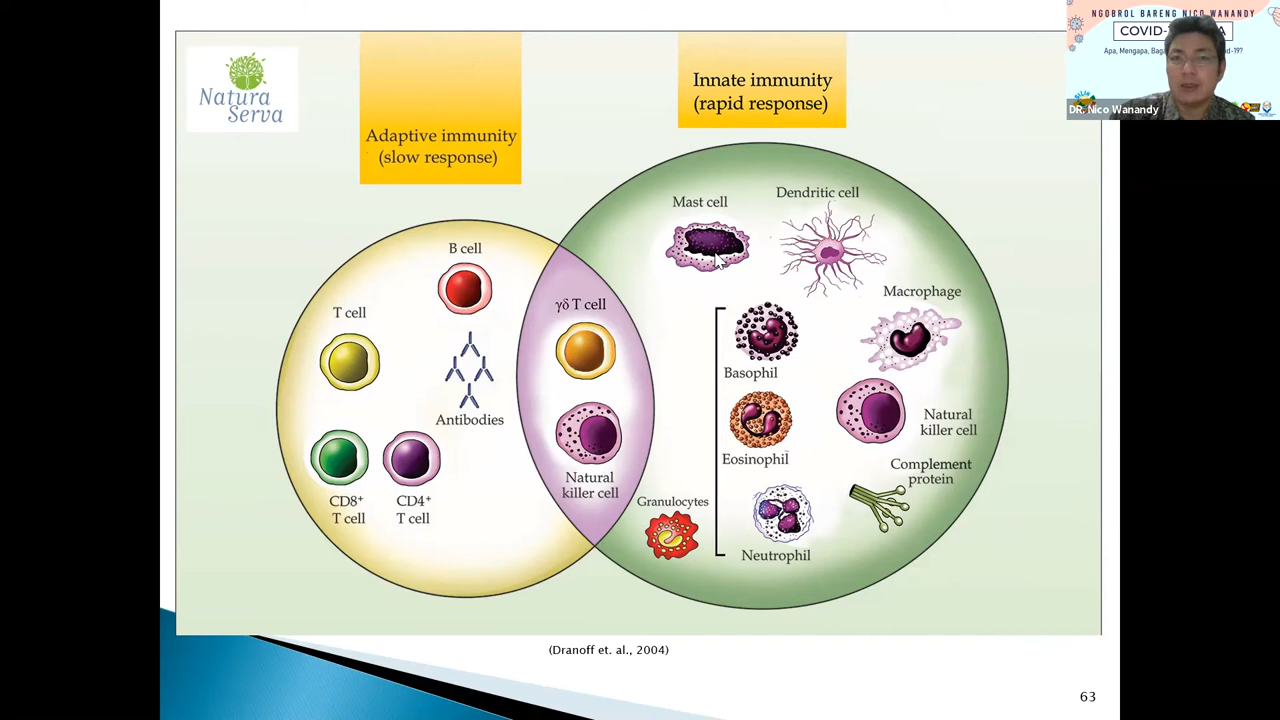 Natura
Serva
Adaptive immunity
(slow response)
Innate immunity
(rapid response)
B cell
T cell
Antibodies
CD8⁺
T cell
CD4⁺
T cell
γδ T cell
Natural
killer cell
Mast cell
Dendritic cell
Macrophage
Basophil
Eosinophil
Neutrophil
Granulocytes
Natural
killer cell
Complement
protein
(Dranoff et. al., 2004)
63
NGOBROL BARENG NICO WANANDY
Apa, Mengapa,
DR. Nico Wanandy